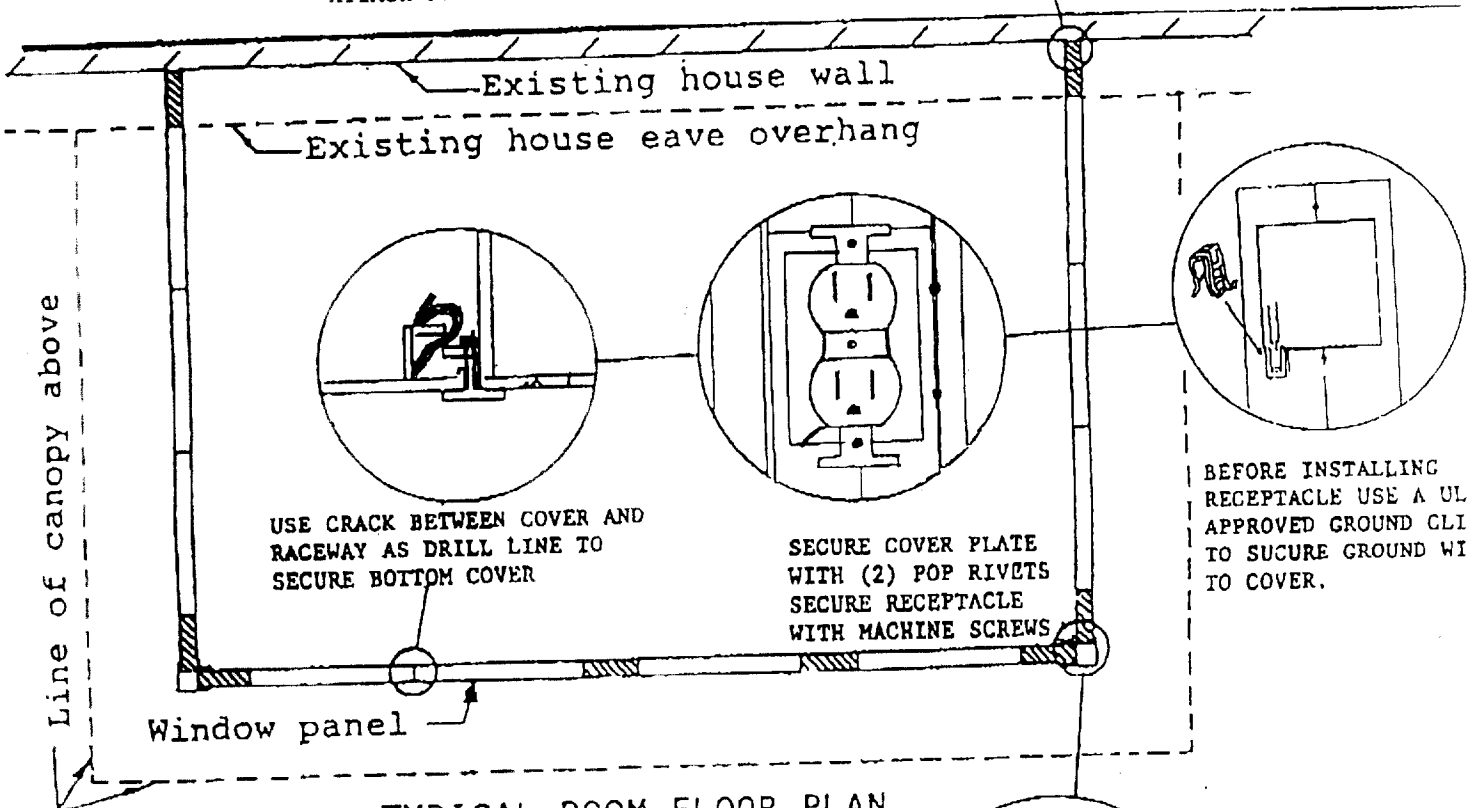 Existing house wall
Existing house eave overhang
Line of canopy above
USE CRACK BETWEEN COVER AND
RACEWAY AS DRILL LINE TO
SECURE BOTTOM COVER
SECURE COVER PLATE
WITH (2) POP RIVETS
SECURE RECEPTACLE
WITH MACHINE SCREWS
BEFORE INSTALLING
RECEPTACLE USE A UL
APPROVED GROUND CLI
TO SUCURE GROUND WI
TO COVER.
Window panel
TYPICAL ROOM FLOOR PLAN